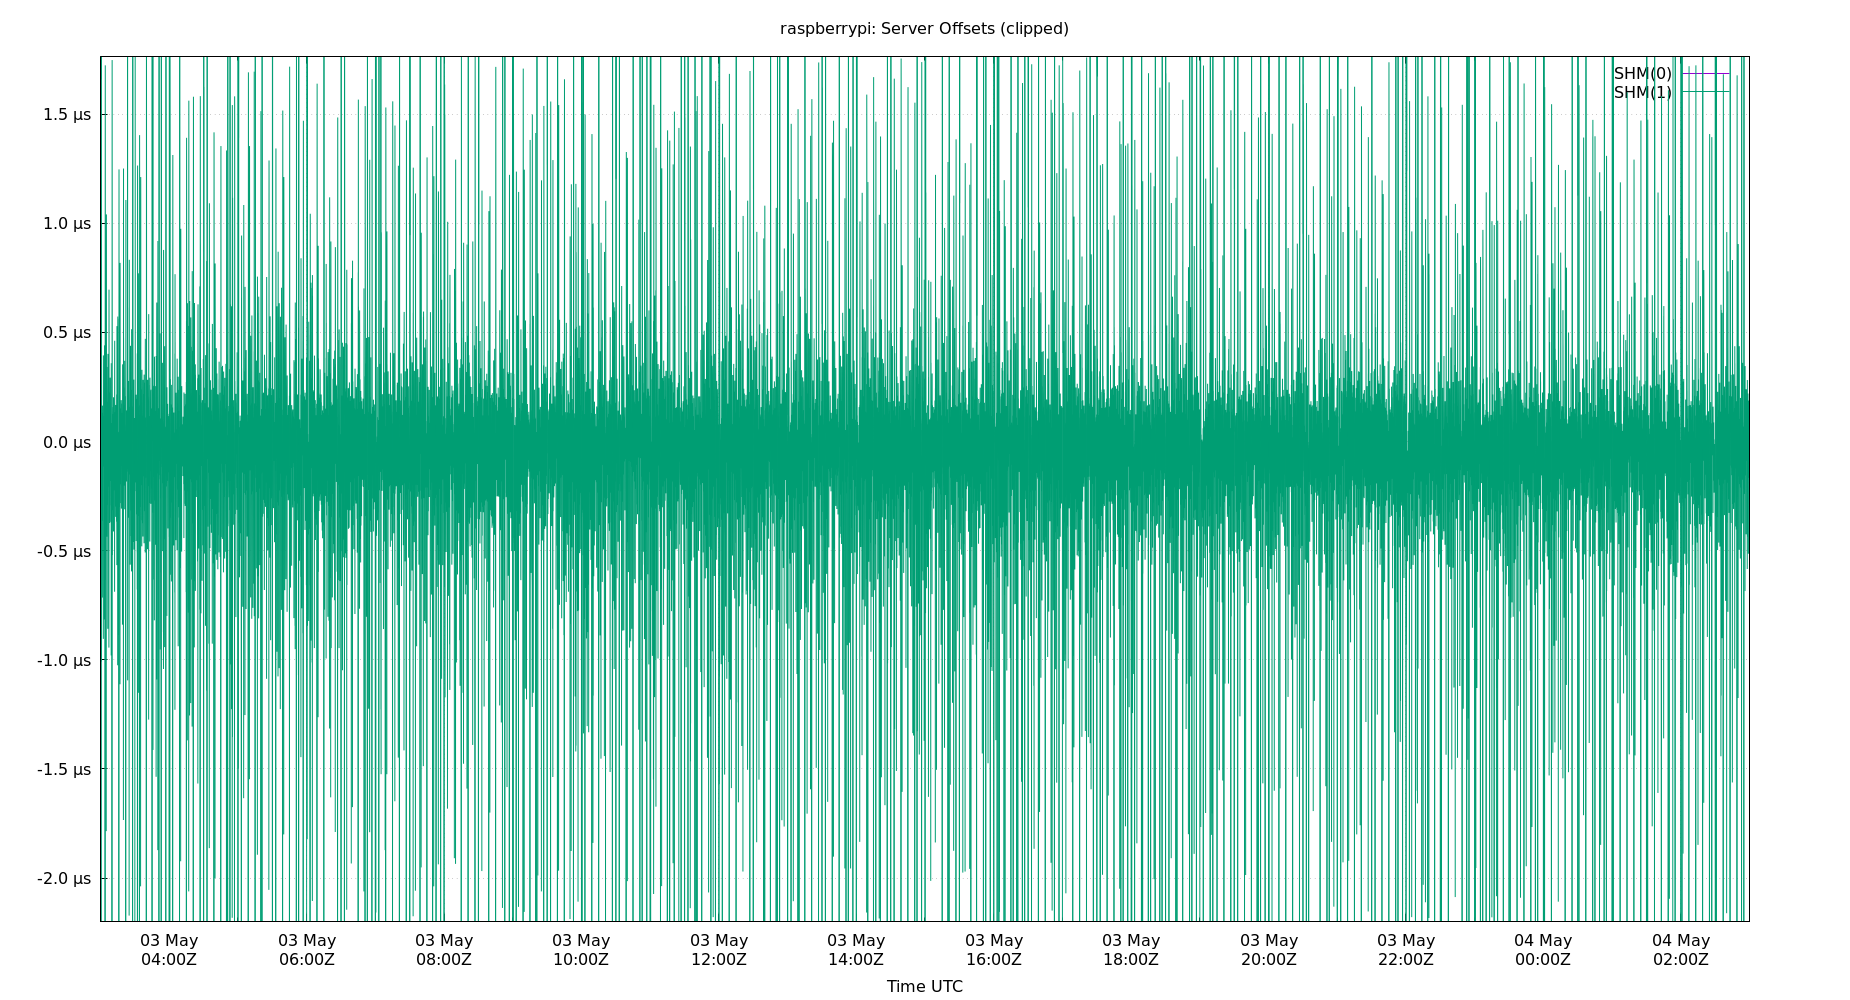 raspberrypi: Server Offsets (clipped)
SHM(0)
SHM(1)
1.5 µs
1.0 µs
0.5 µs
0.0 µs
-0.5 µs
-1.0 µs
-1.5 µs
-2.0 µs
03 May 03 May 03 May 03 May 03 May 03 May 03 May 03 May 03 May 03 May 04 May 04 May
04:00Z 06:00Z 08:00Z 10:00Z 12:00Z 14:00Z 16:00Z 18:00Z 20:00Z 22:00Z 00:00Z 02:00Z
Time UTC